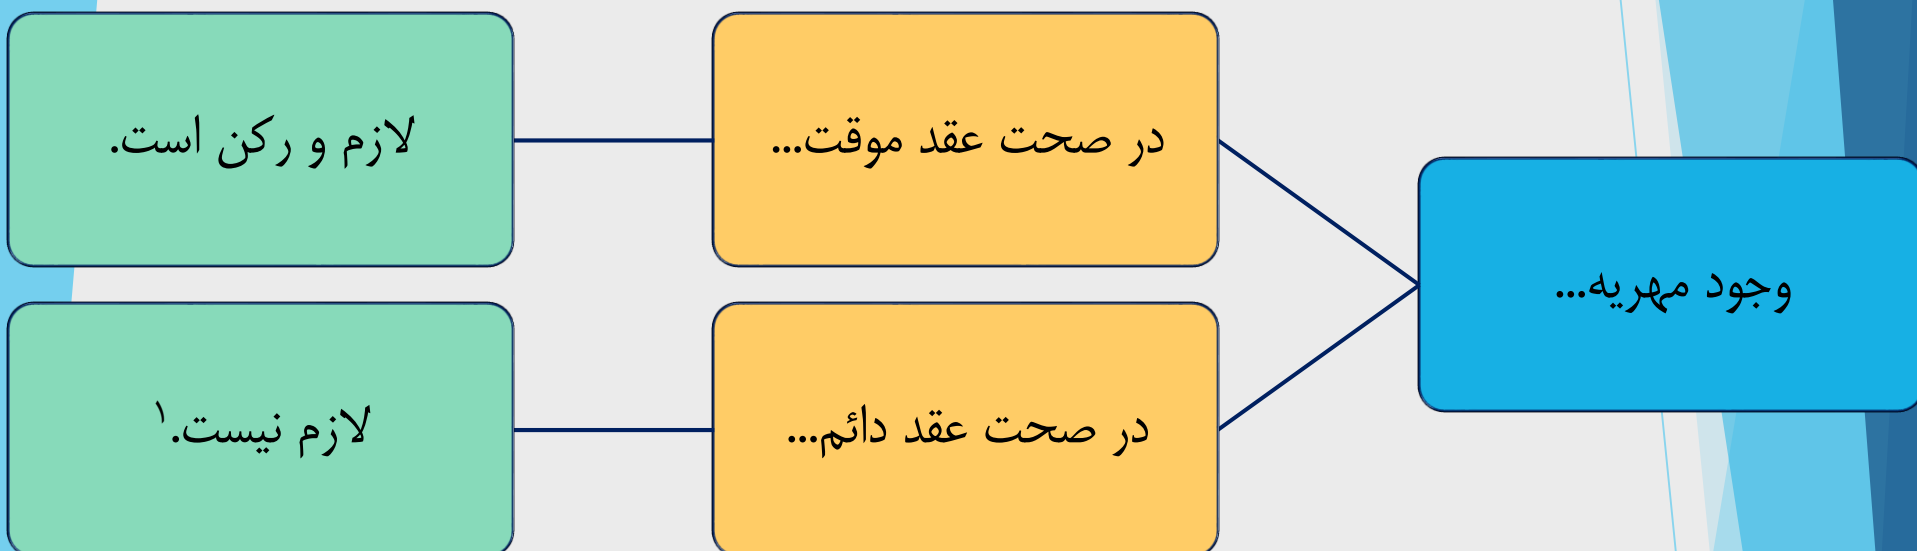 وجود مهریه...
در صحت عقد موقت...
لازم و رکن است.
در صحت عقد دائم...
لازم نیست.۱